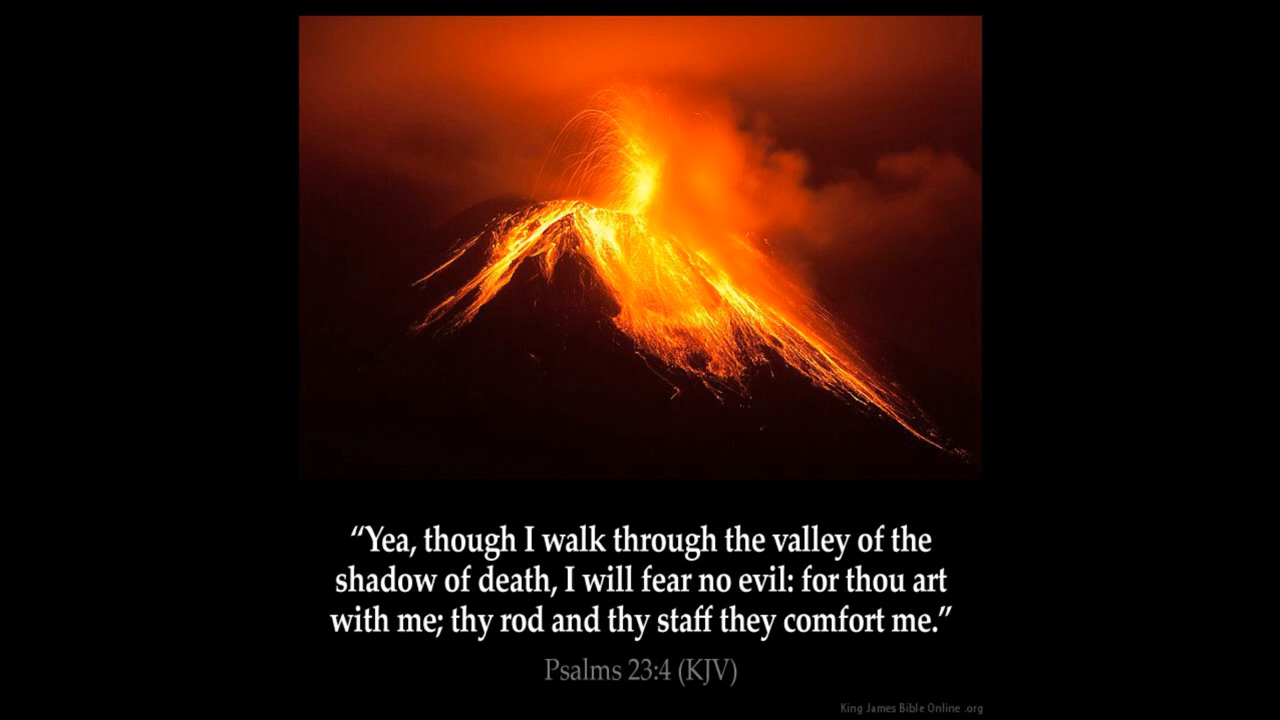 “Yea, though I walk through the valley of the
shadow of death, I will fear no evil: for thou art
with me; thy rod and thy staff they comfort me.”
Psalms 23:4 (KJV)
King James Bible Online .org